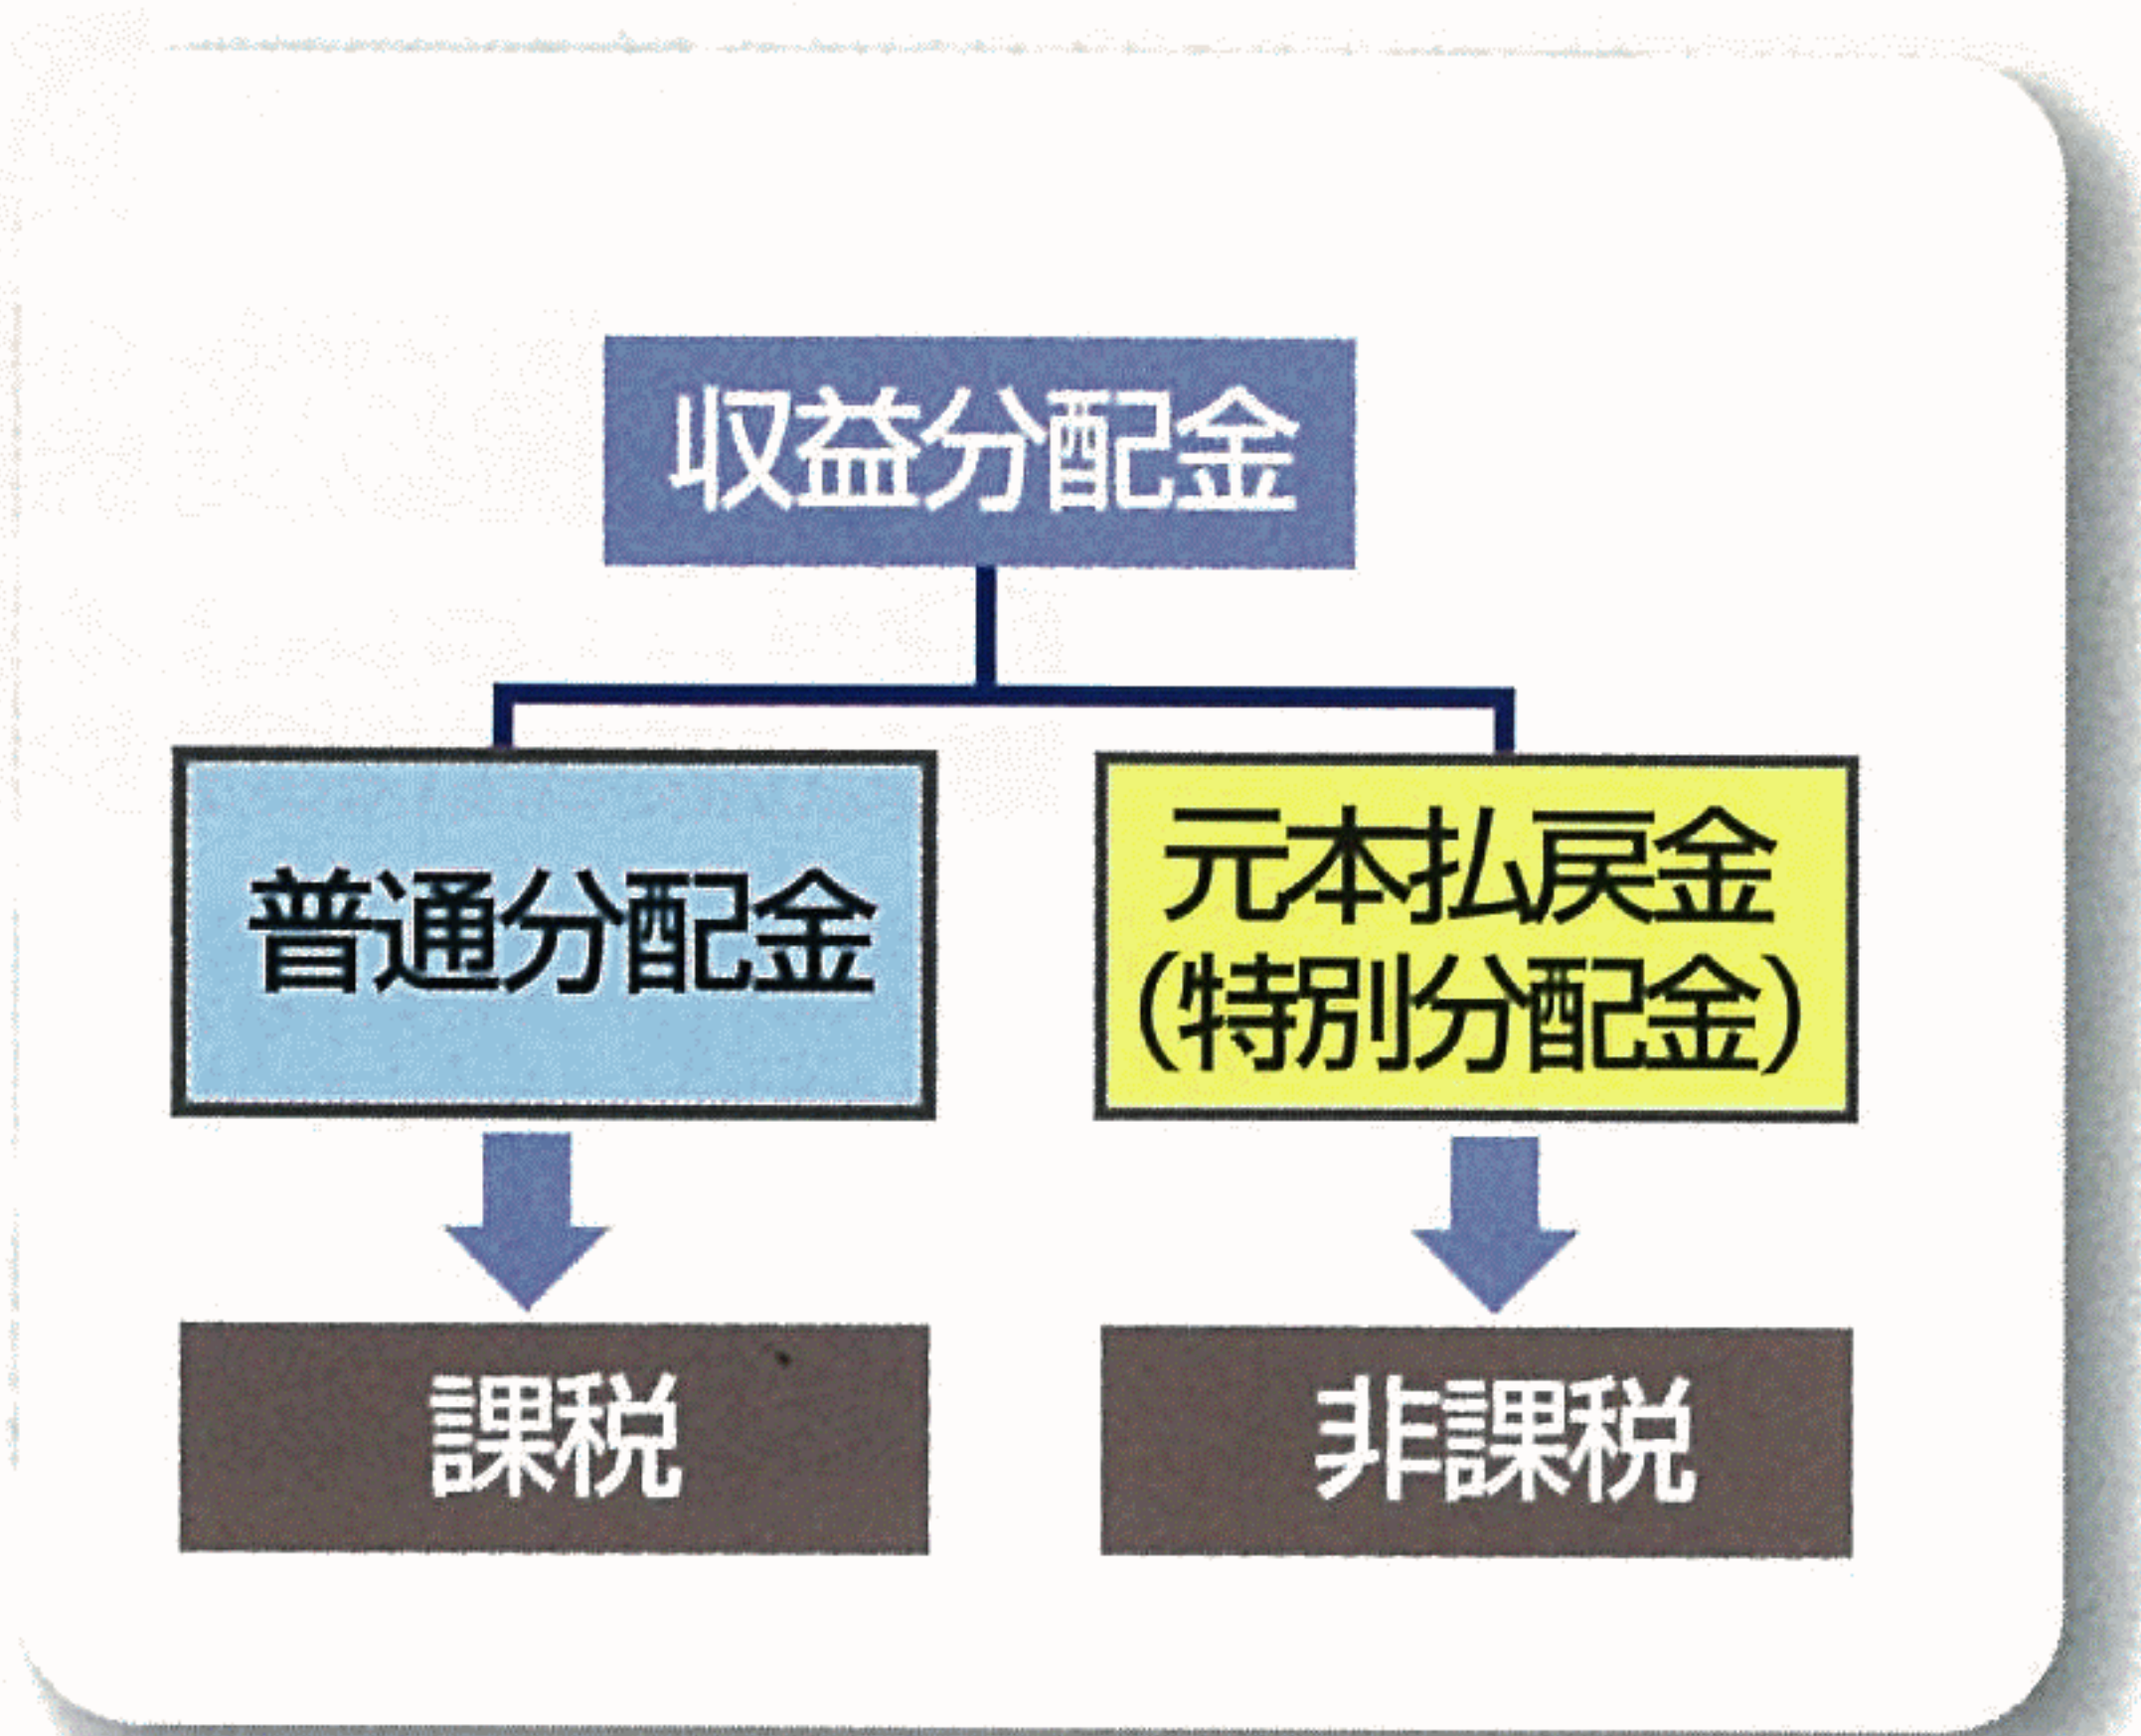 収益分配金
普通分配金
元本払戻金
(特別分配金)
課税
非課税